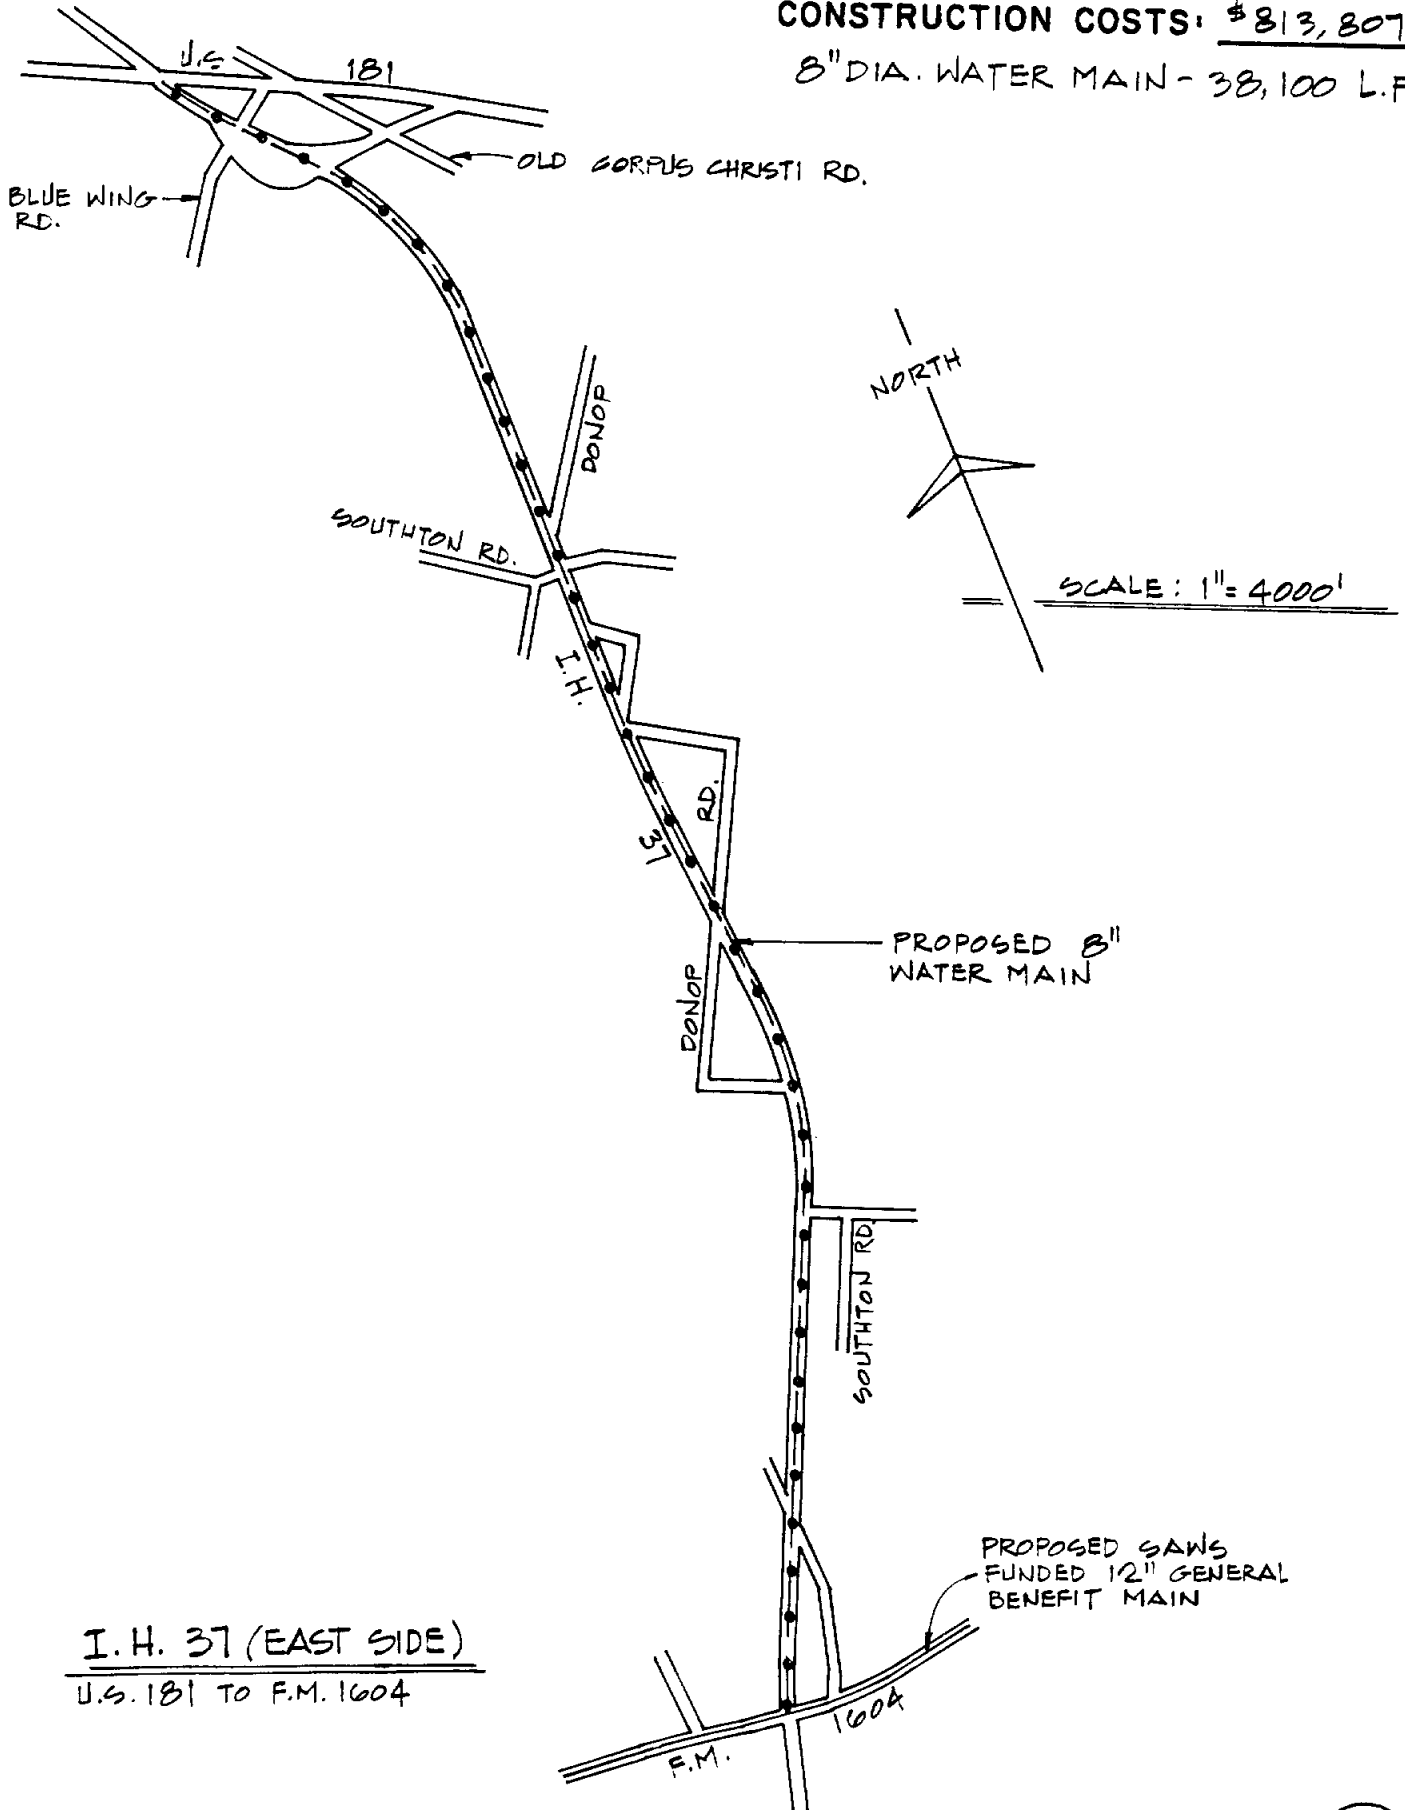 CONSTRUCTION COSTS: $813,807
8" DIA. WATER MAIN - 38,100 L.F
U.S 181
OLD CORPUS CHRISTI RD.
BLUE WING
RD.
NORTH
DONOP
SOUTHTON RD.
SCALE: 1"= 4000'
I.H.
37
RD.
PROPOSED 8"
WATER MAIN
DONOP
SOUTHTON RD.
PROPOSED SAWS
FUNDED 12" GENERAL
BENEFIT MAIN
I.H. 37 (EAST SIDE)
U.S. 181 TO F.M. 1604
F.M. 1604